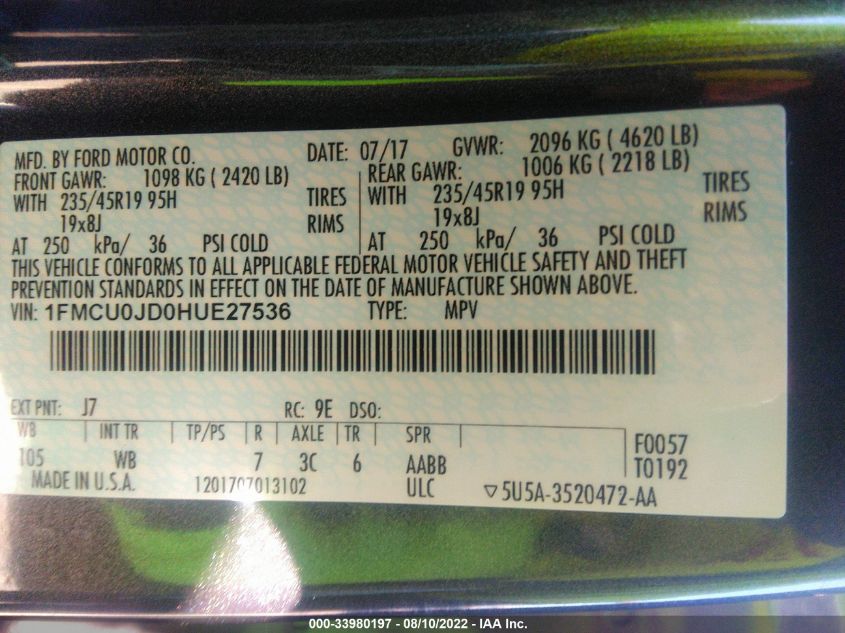 MFD. BY FORD MOTOR CO. DATE: 07/17 GVWR: 2096 KG ( 4620 LB)
FRONT GAWR: 1098 KG ( 2420 LB) REAR GAWR: 1006 KG ( 2218 LB)
WITH 235/45R19 95H TIRES WITH 235/45R19 95H TIRES
19x8J RIMS 19x8J RIMS
AT 250 kPa/ 36 PSI COLD AT 250 kPa/ 36 PSI COLD
THIS VEHICLE CONFORMS TO ALL APPLICABLE FEDERAL MOTOR VEHICLE SAFETY AND THEFT
PREVENTION STANDARDS IN EFFECT ON THE DATE OF MANUFACTURE SHOWN ABOVE.
VIN: 1FMCU0JD0HUE27536 TYPE: MPV
EXT PNT: J7 RC: 9E DSO:
WB INT TR TP/PS R AXLE TR SPR F0057
105 WB 7 3C 6 AABB T0192
MADE IN U.S.A. 1201707013102 ULC ▽5U5A-3520472-AA
000-33980197 - 08/10/2022 - IAA Inc.